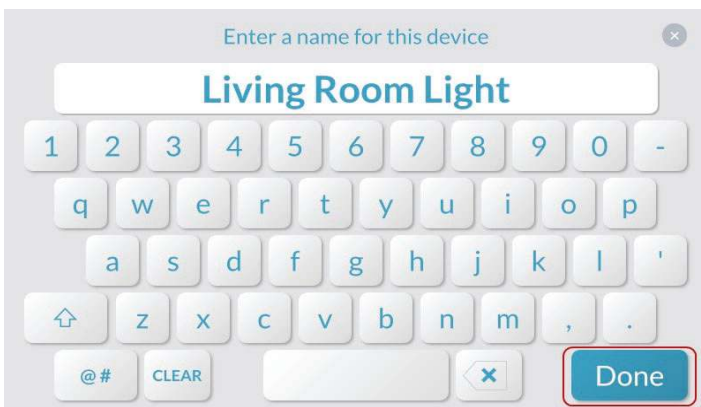 Enter a name for this device
Living Room Light
1 2 3 4 5 6 7 8 9 0 -
q w e r t y u i o p
a s d f g h j k l '
z x c v b n m , .
@# CLEAR Done